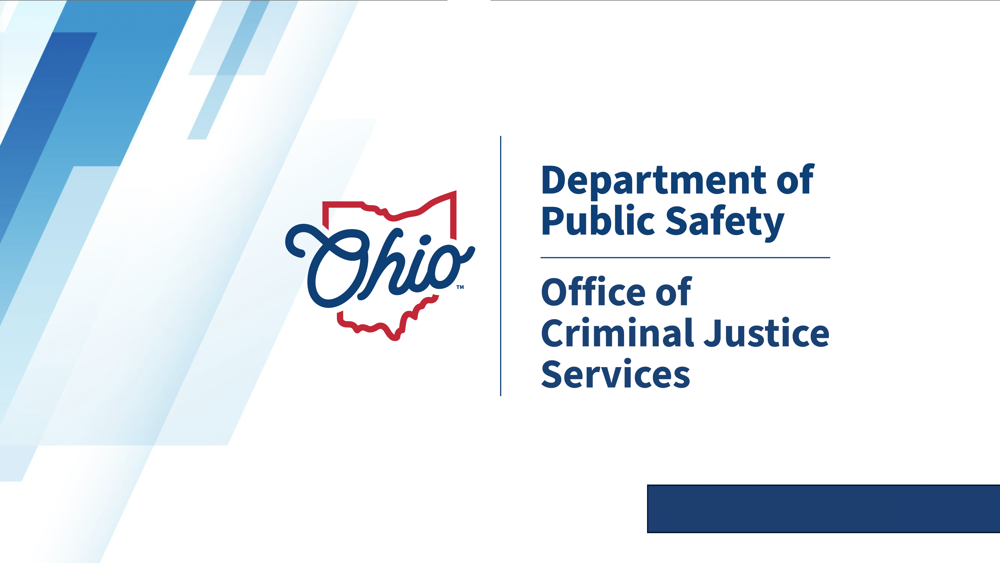 Ohio™
Department of
Public Safety
Office of
Criminal Justice
Services